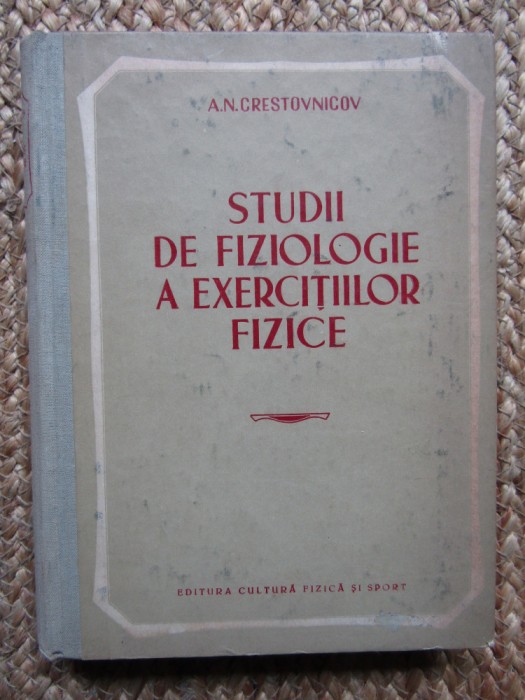 A.N.CRESTOVNICOV
STUDII
DE FIZIOLOGIE
A EXERCIȚIILOR
FIZICE
EDITURA CULTURĂ FIZICĂ ȘI SPORT